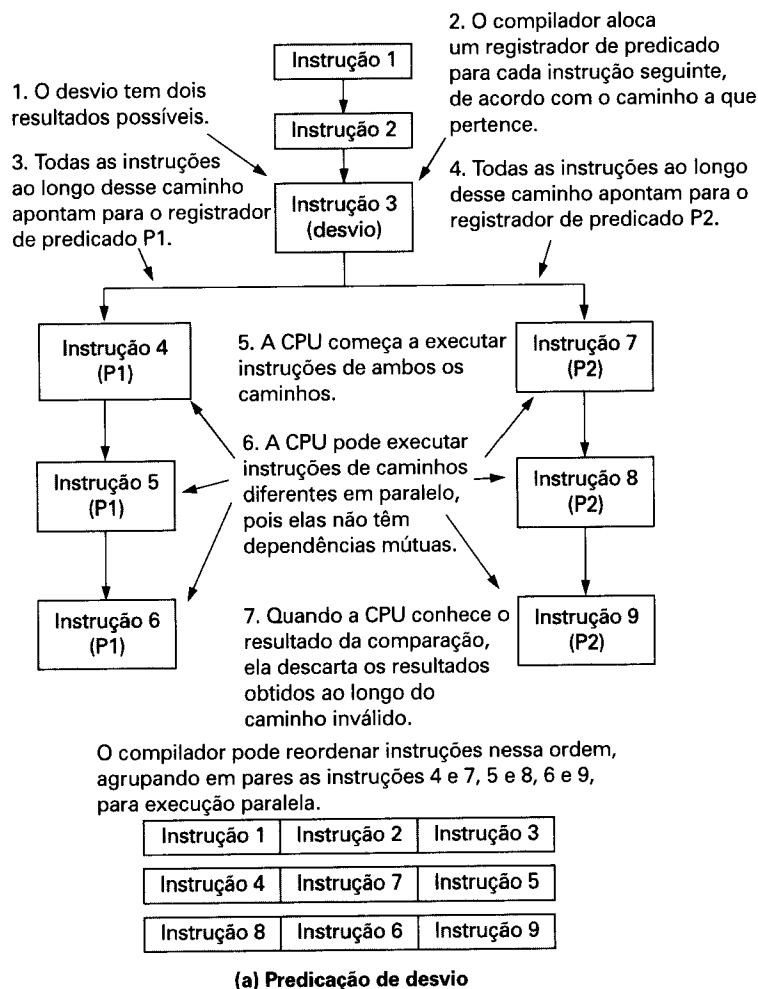 Instrução 1
2. O compilador aloca
um registrador de predicado
para cada instrução seguinte,
de acordo com o caminho a que
pertence.
1. O desvio tem dois
resultados possíveis.
Instrução 2
3. Todas as instruções
ao longo desse caminho
apontam para o registrador
de predicado P1.
Instrução 3
(desvio)
4. Todas as instruções ao longo
desse caminho apontam para o
registrador de predicado P2.
Instrução 4
(P1)
5. A CPU começa a executar
instruções de ambos os
caminhos.
Instrução 7
(P2)
Instrução 5
(P1)
6. A CPU pode executar
instruções de caminhos
diferentes em paralelo,
pois elas não têm
dependências mútuas.
Instrução 8
(P2)
Instrução 6
(P1)
7. Quando a CPU conhece o
resultado da comparação,
ela descarta os resultados
obtidos ao longo do
caminho inválido.
Instrução 9
(P2)
O compilador pode reordenar instruções nessa ordem,
agrupando em pares as instruções 4 e 7, 5 e 8, 6 e 9,
para execução paralela.
Instrução 1 Instrução 2 Instrução 3
Instrução 4 Instrução 7 Instrução 5
Instrução 8 Instrução 6 Instrução 9
(a) Predicação de desvio